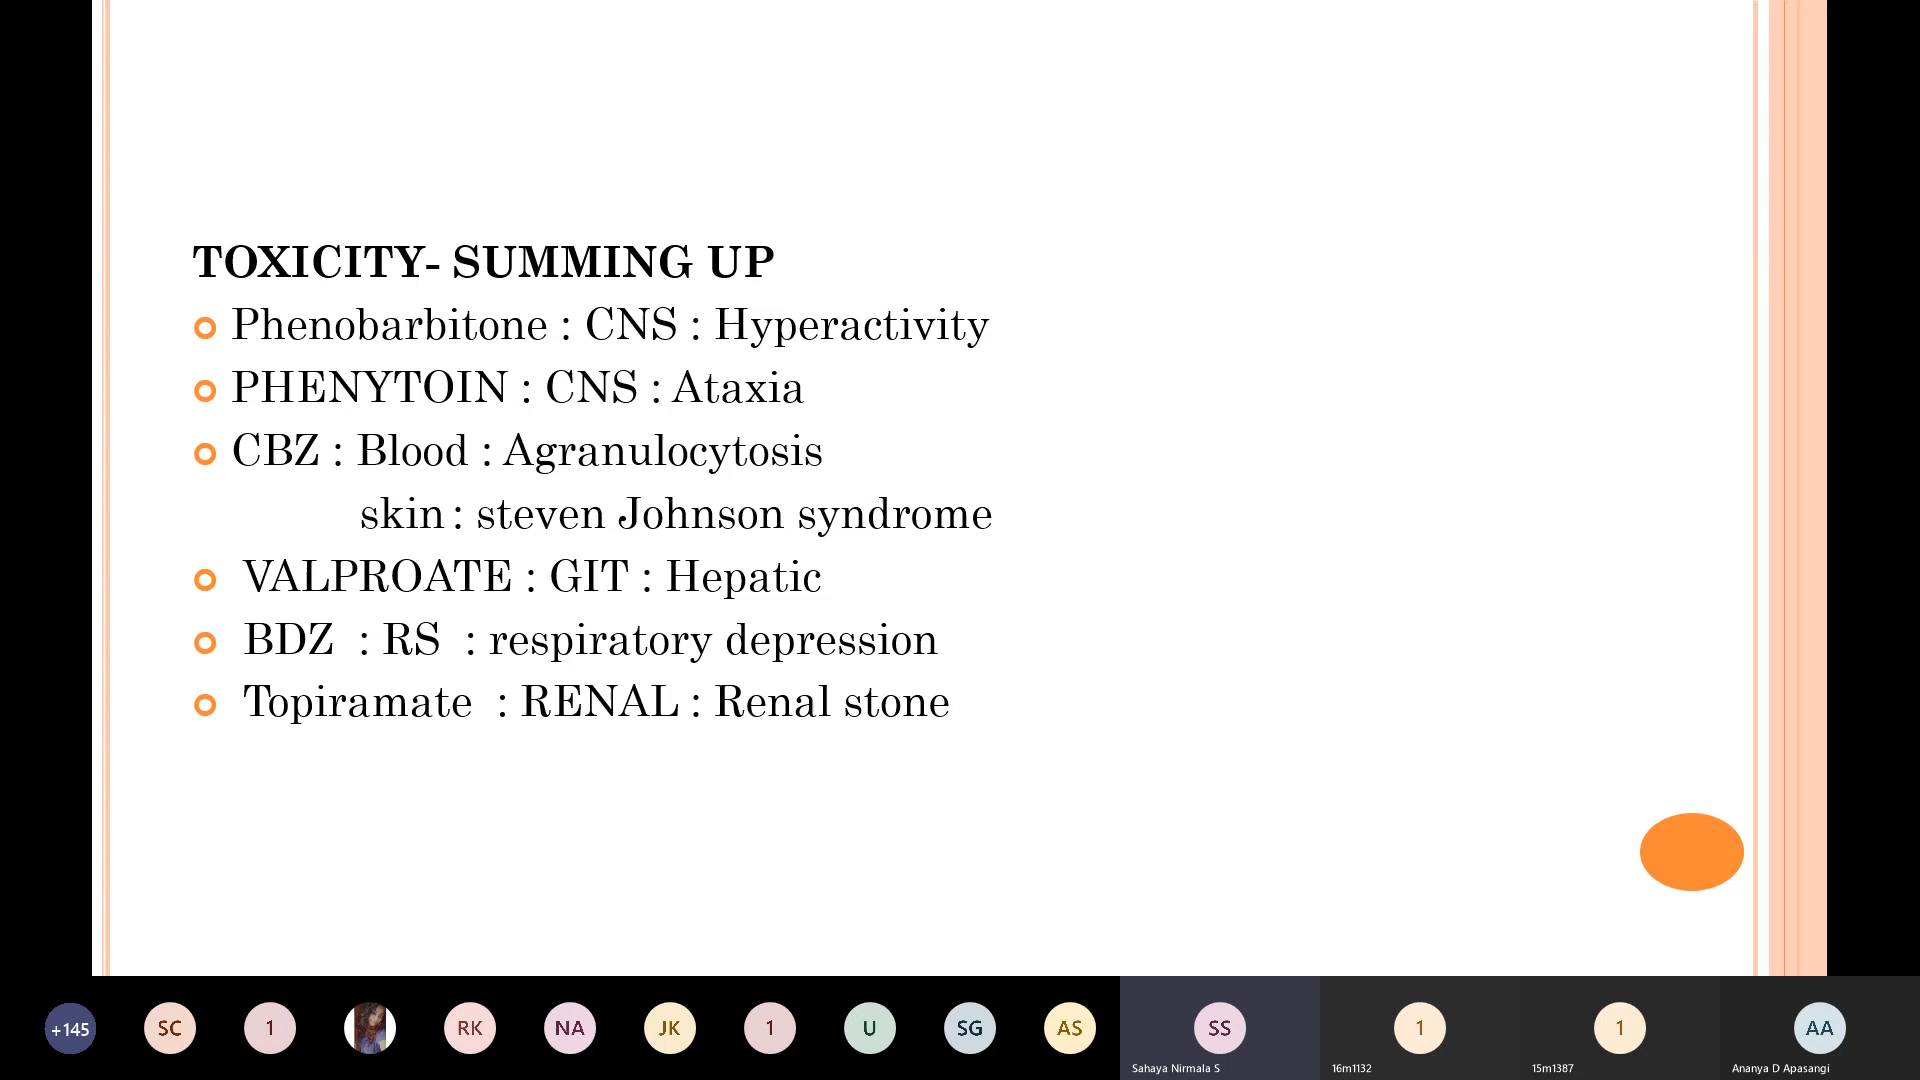 TOXICITY- SUMMING UP
Phenobarbitone : CNS : Hyperactivity
PHENYTOIN : CNS : Ataxia
CBZ : Blood : Agranulocytosis
skin : steven Johnson syndrome
VALPROATE : GIT : Hepatic
BDZ : RS : respiratory depression
Topiramate : RENAL : Renal stone
+145 SC 1 RK NA JK 1 U SG AS SS 1 1 AA
Sahaya Nirmala S 16m1132 15m1387 Ananya D Apasangi